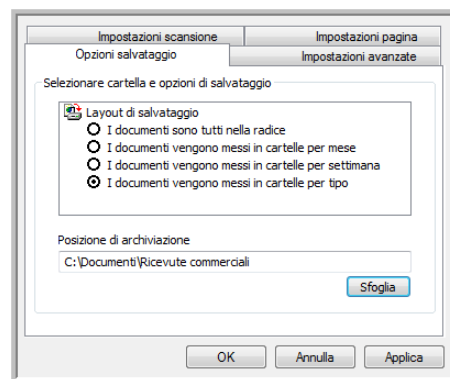 Impostazioni scansione Impostazioni pagina
Opzioni salvataggio Impostazioni avanzate
Selezionare cartella e opzioni di salvataggio
Layout di salvataggio
I documenti sono tutti nella radice
I documenti vengono messi in cartelle per mese
I documenti vengono messi in cartelle per settimana
I documenti vengono messi in cartelle per tipo
Posizione di archiviazione
C:\Documenti\Ricevute commerciali
Sfoglia
OK Annulla Applica